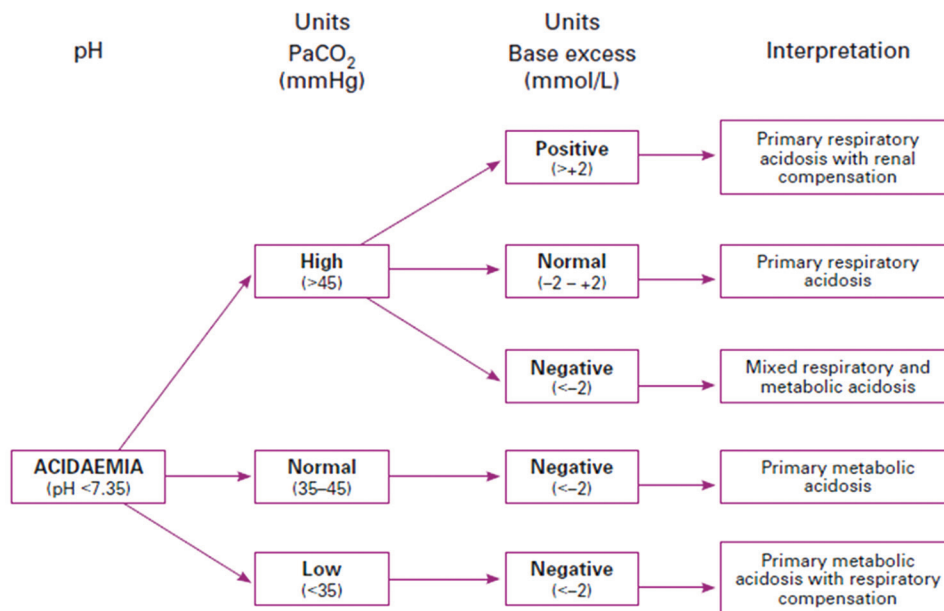 pH
Units
PaCO₂
(mmHg)
Units
Base excess
(mmol/L)
Interpretation
Positive
(>+2)
Primary respiratory
acidosis with renal
compensation
High
(>45)
Normal
(−2 – +2)
Primary respiratory
acidosis
Negative
(<−2)
Mixed respiratory and
metabolic acidosis
ACIDAEMIA
(pH <7.35)
Normal
(35–45)
Negative
(<−2)
Primary metabolic
acidosis
Low
(<35)
Negative
(<−2)
Primary metabolic
acidosis with respiratory
compensation